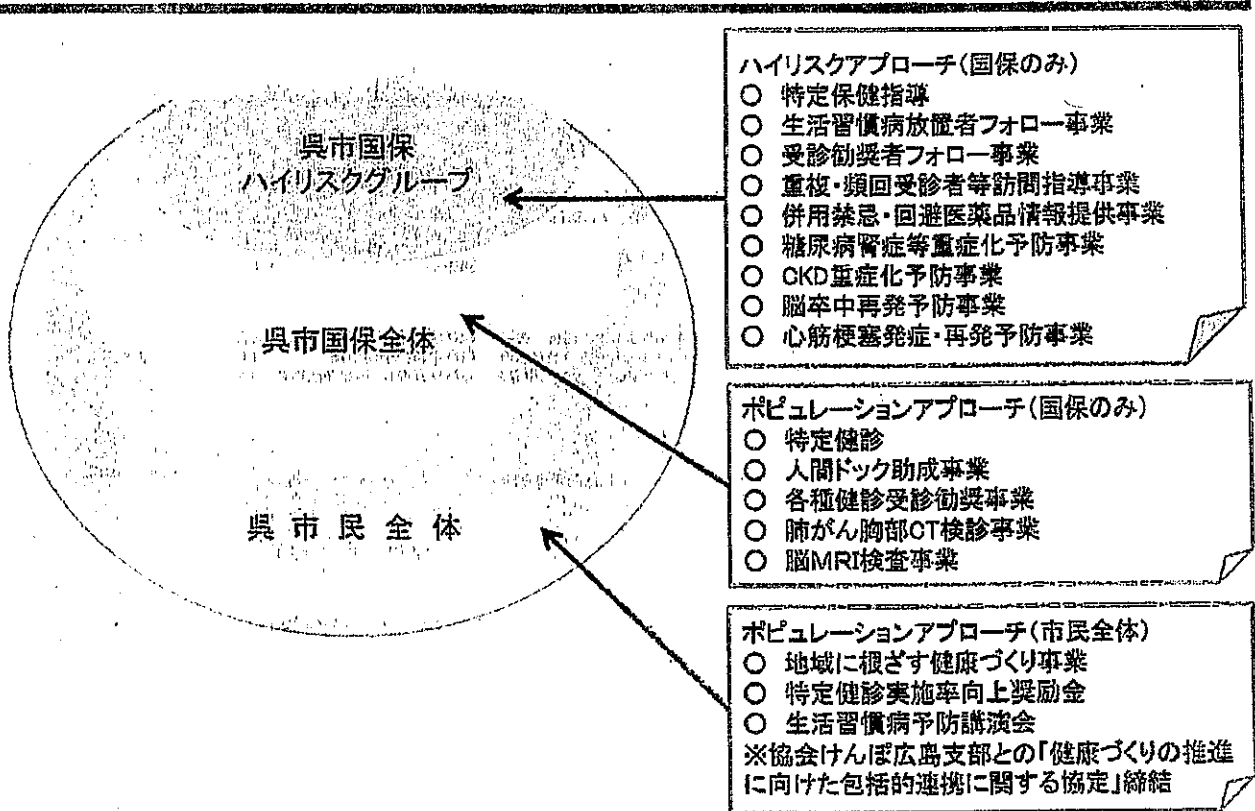 呉市国保
ハイリスクグループ
呉市国保全体
呉市民全体
ハイリスクアプローチ(国保のみ)
○ 特定保健指導
○ 生活習慣病放置者フォロー事業
○ 受診勧奨者フォロー事業
○ 重複・頻回受診者等訪問指導事業
○ 併用禁忌・回避医薬品情報提供事業
○ 糖尿病腎症等重症化予防事業
○ CKD重症化予防事業
○ 脳卒中再発予防事業
○ 心筋梗塞発症・再発予防事業
ポピュレーションアプローチ(国保のみ)
○ 特定健診
○ 人間ドック助成事業
○ 各種健診受診勧奨事業
○ 肺がん胸部CT検診事業
○ 脳MRI検査事業
ポピュレーションアプローチ(市民全体)
○ 地域に根ざす健康づくり事業
○ 特定健診実施率向上奨励金
○ 生活習慣病予防講演会
※協会けんぽ広島支部との「健康づくりの推進
に向けた包括的連携に関する協定」締結